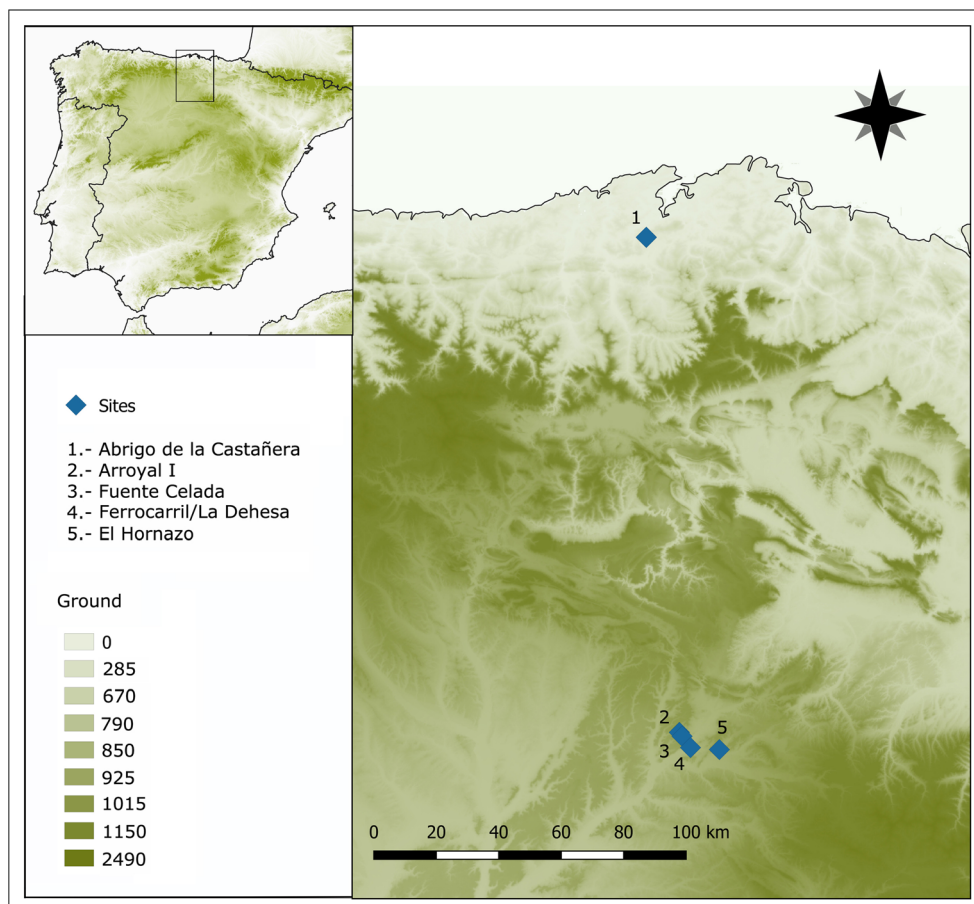 Sites
1.- Abrigo de la Castañera
2.- Arroyal I
3.- Fuente Celada
4.- Ferrocarril/La Dehesa
5.- El Hornazo
Ground
0
285
670
790
850
925
1015
1150
2490
1
2
5
3
4
0 20 40 60 80 100 km